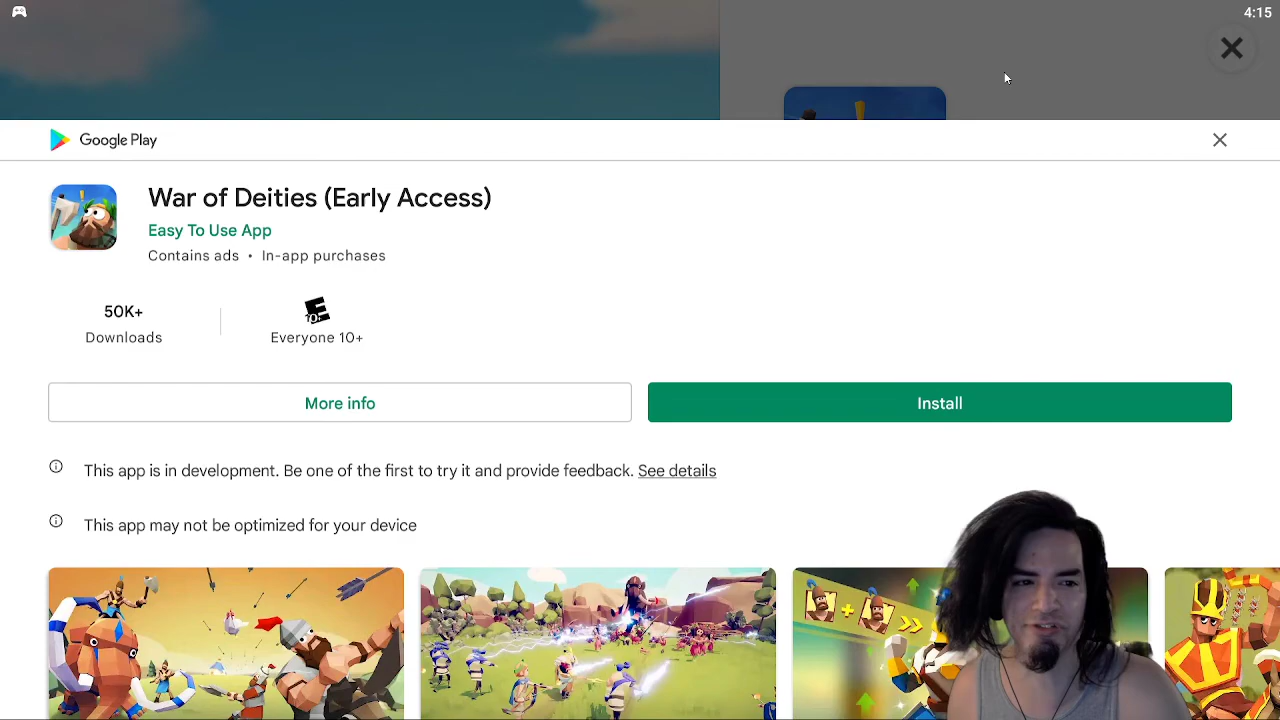 4:15
Google Play
War of Deities (Early Access)
Easy To Use App
Contains ads • In-app purchases
50K+
Downloads
E
10+
Everyone 10+
More info
Install
This app is in development. Be one of the first to try it and provide feedback. See details
This app may not be optimized for your device